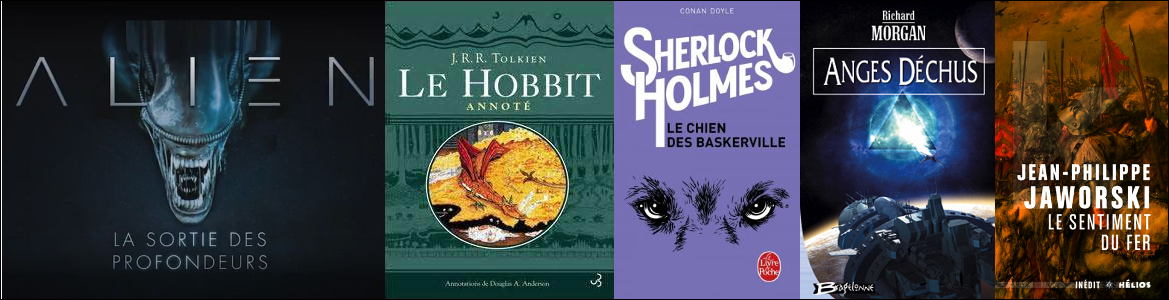 ALIEN
LA SORTIE DES
PROFONDEURS
J.R.R. TOLKIEN
LE HOBBIT
ANNOTÉ
Annotations de Douglas A. Anderson
CONAN DOYLE
SHERLOCK
HOLMES
LE CHIEN
DES BASKERVILLE
Le Livre
de Poche
Richard
MORGAN
ANGES DÉCHUS
Bragelonne
JEAN-PHILIPPE
JAWORSKI
LE SENTIMENT
DU FER
INÉDIT HÉLIOS